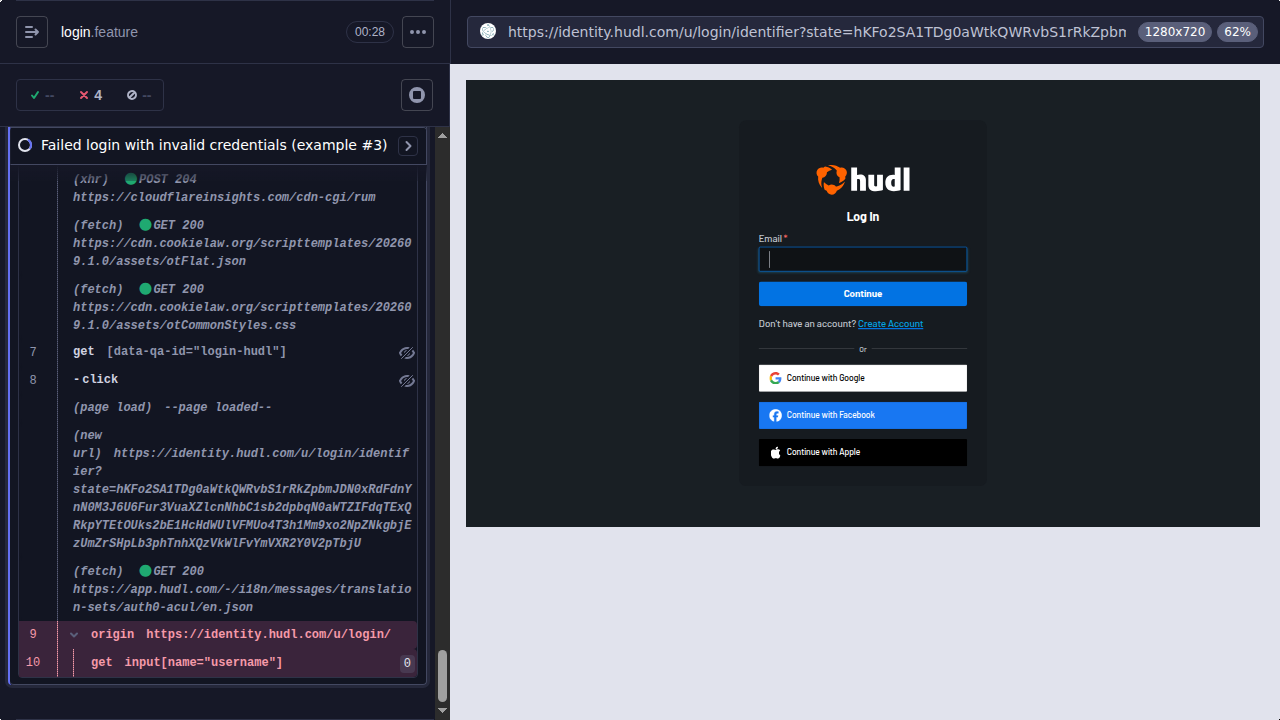 login.feature
00:28
https://identity.hudl.com/u/login/identifier?state=hKFo2SA1TDg0aWtkQWRvbS1rRkZpbm
1280x720
62%
--
4
--
Failed login with invalid credentials (example #3)
(xhr) POST 204
https://cloudflareinsights.com/cdn-cgi/rum
(fetch) GET 200
https://cdn.cookielaw.org/scripttemplates/20260
9.1.0/assets/otFlat.json
(fetch) GET 200
https://cdn.cookielaw.org/scripttemplates/20260
9.1.0/assets/otCommonStyles.css
7 get [data-qa-id="login-hudl"]
8 -click
(page load) --page loaded--
(new
url) https://identity.hudl.com/u/login/identif
ier?
state=hKFo2SA1TDg0aWtkQWRvbS1rRkZpbmJDN0xRdFdnY
nN0M3J6U6Fur3VuaXZlcnNhbC1sb2dpbqN0aWTZIFdqTExQ
RkpYTEtOUks2bE1HcHdWUlVFMUo4T3h1Mm9xo2NpZNkgbjE
zUmZrSHpLb3phTnhXQzVkWlFvYmVXR2Y0V2pTbjU
(fetch) GET 200
https://app.hudl.com/-/i18n/messages/translatio
n-sets/auth0-acul/en.json
9 origin https://identity.hudl.com/u/login/
10 get input[name="username"] 0
hudl
Log In
Email *
Continue
Don't have an account? Create Account
Or
Continue with Google
Continue with Facebook
Continue with Apple